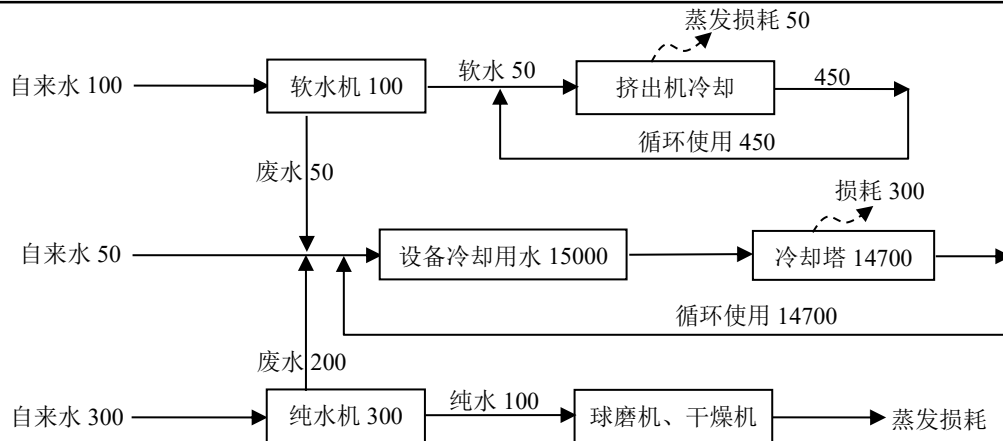 蒸发损耗 50
自来水 100
软水机 100
软水 50
挤出机冷却
450
循环使用 450
废水 50
损耗 300
自来水 50
设备冷却用水 15000
冷却塔 14700
循环使用 14700
废水 200
自来水 300
纯水机 300
纯水 100
球磨机、干燥机
蒸发损耗